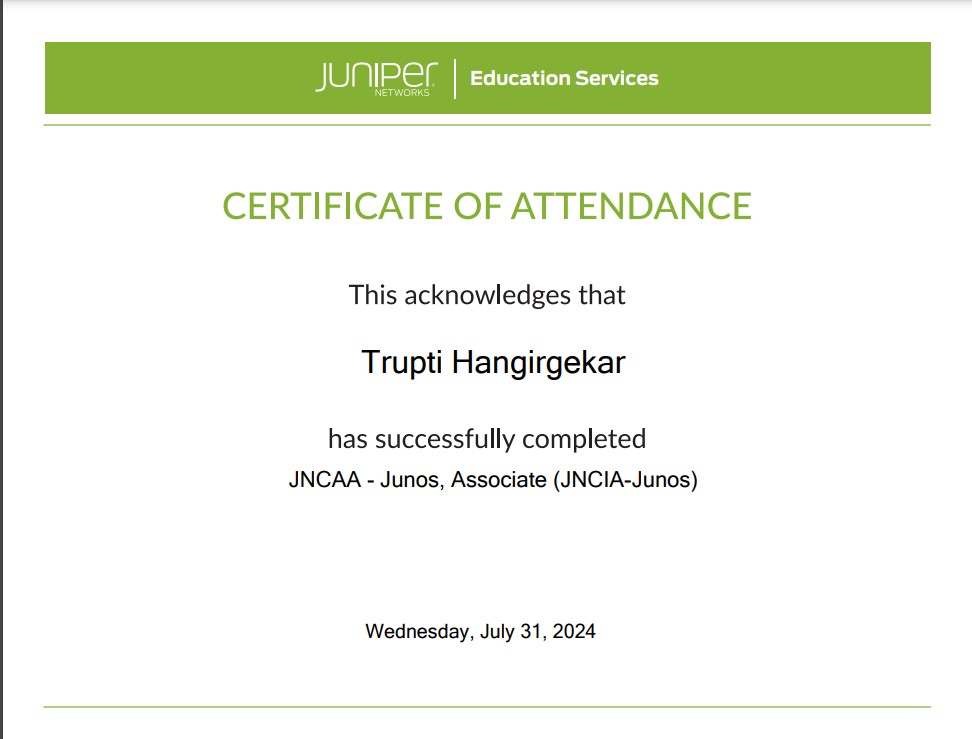 JUNIPER
NETWORKS
Education Services
CERTIFICATE OF ATTENDANCE
This acknowledges that
Trupti Hangirgekar
has successfully completed
JNCAA - Junos, Associate (JNCIA-Junos)
Wednesday, July 31, 2024